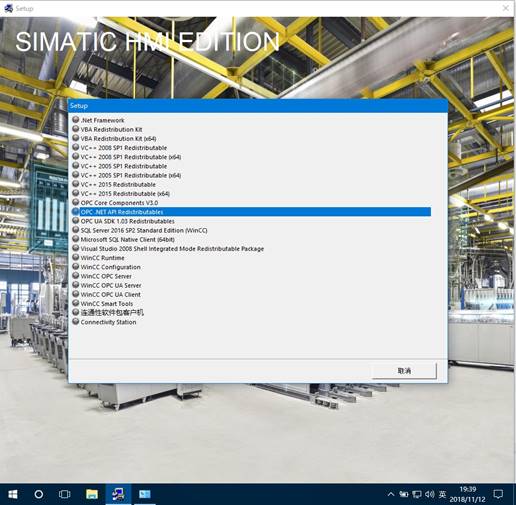 Setup
SIMATIC HMI EDITION
Setup
.Net Framework
VBA Redistribution Kit
VBA Redistribution Kit (x64)
VC++ 2008 SP1 Redistributable
VC++ 2008 SP1 Redistributable (x64)
VC++ 2005 SP1 Redistributable
VC++ 2005 SP1 Redistributable (x64)
VC++ 2015 Redistributable
VC++ 2015 Redistributable (x64)
OPC Core Components V3.0
OPC .NET API Redistributables
OPC UA SDK 1.03 Redistributables
SQL Server 2016 SP2 Standard Edition (WinCC)
Microsoft SQL Native Client (64bit)
Visual Studio 2008 Shell Integrated Mode Redistributable Package
WinCC Runtime
WinCC Configuration
WinCC OPC Server
WinCC OPC UA Server
WinCC OPC UA Client
WinCC Smart Tools
连通性软件包客户机
Connectivity Station
取消
英
19:39
2018/11/12